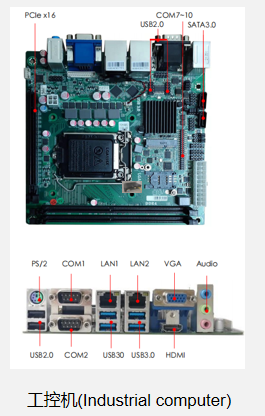 PCIe x16
COM7~10
USB2.0
SATA3.0
PS/2 COM1 LAN1 LAN2 VGA Audio
USB2.0 COM2 USB30 USB3.0 HDMI
工控机(Industrial computer)